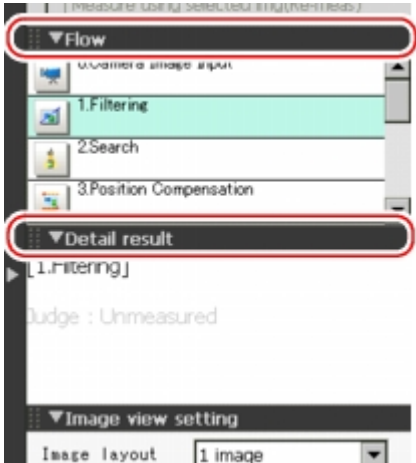 Measure using selected img(Re-meas)
▼Flow
0.Camera Image Input
1.Filtering
2.Search
3.Position Compensation
▼Detail result
[1.Filtering]
Judge : Unmeasured
▼Image view setting
Image layout 1 image